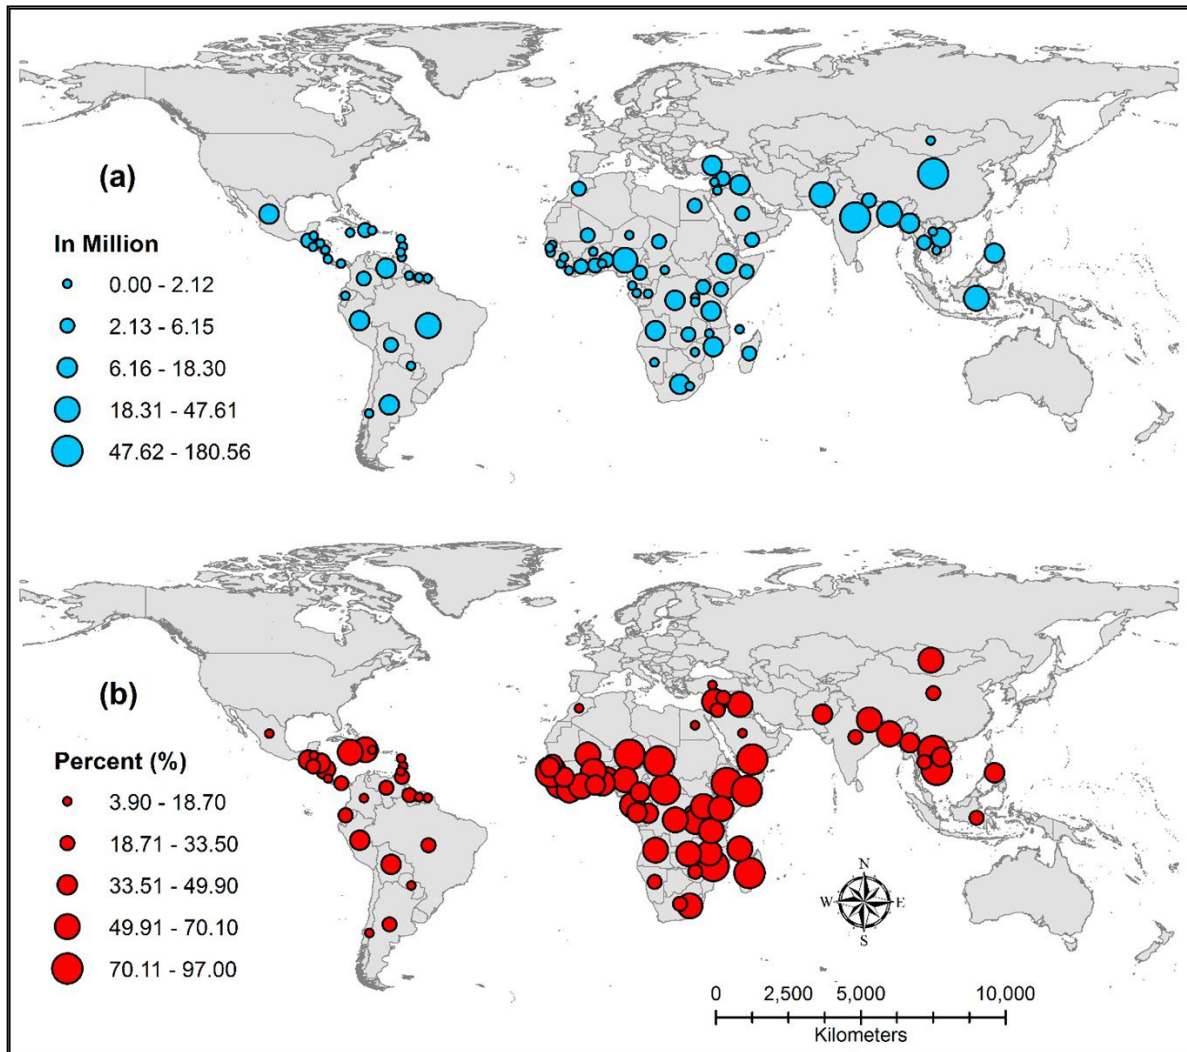 (a)
In Million
0.00 - 2.12
2.13 - 6.15
6.16 - 18.30
18.31 - 47.61
47.62 - 180.56
(b)
Percent (%)
3.90 - 18.70
18.71 - 33.50
33.51 - 49.90
49.91 - 70.10
70.11 - 97.00
N
W E
S
0 2,500 5,000 10,000
Kilometers